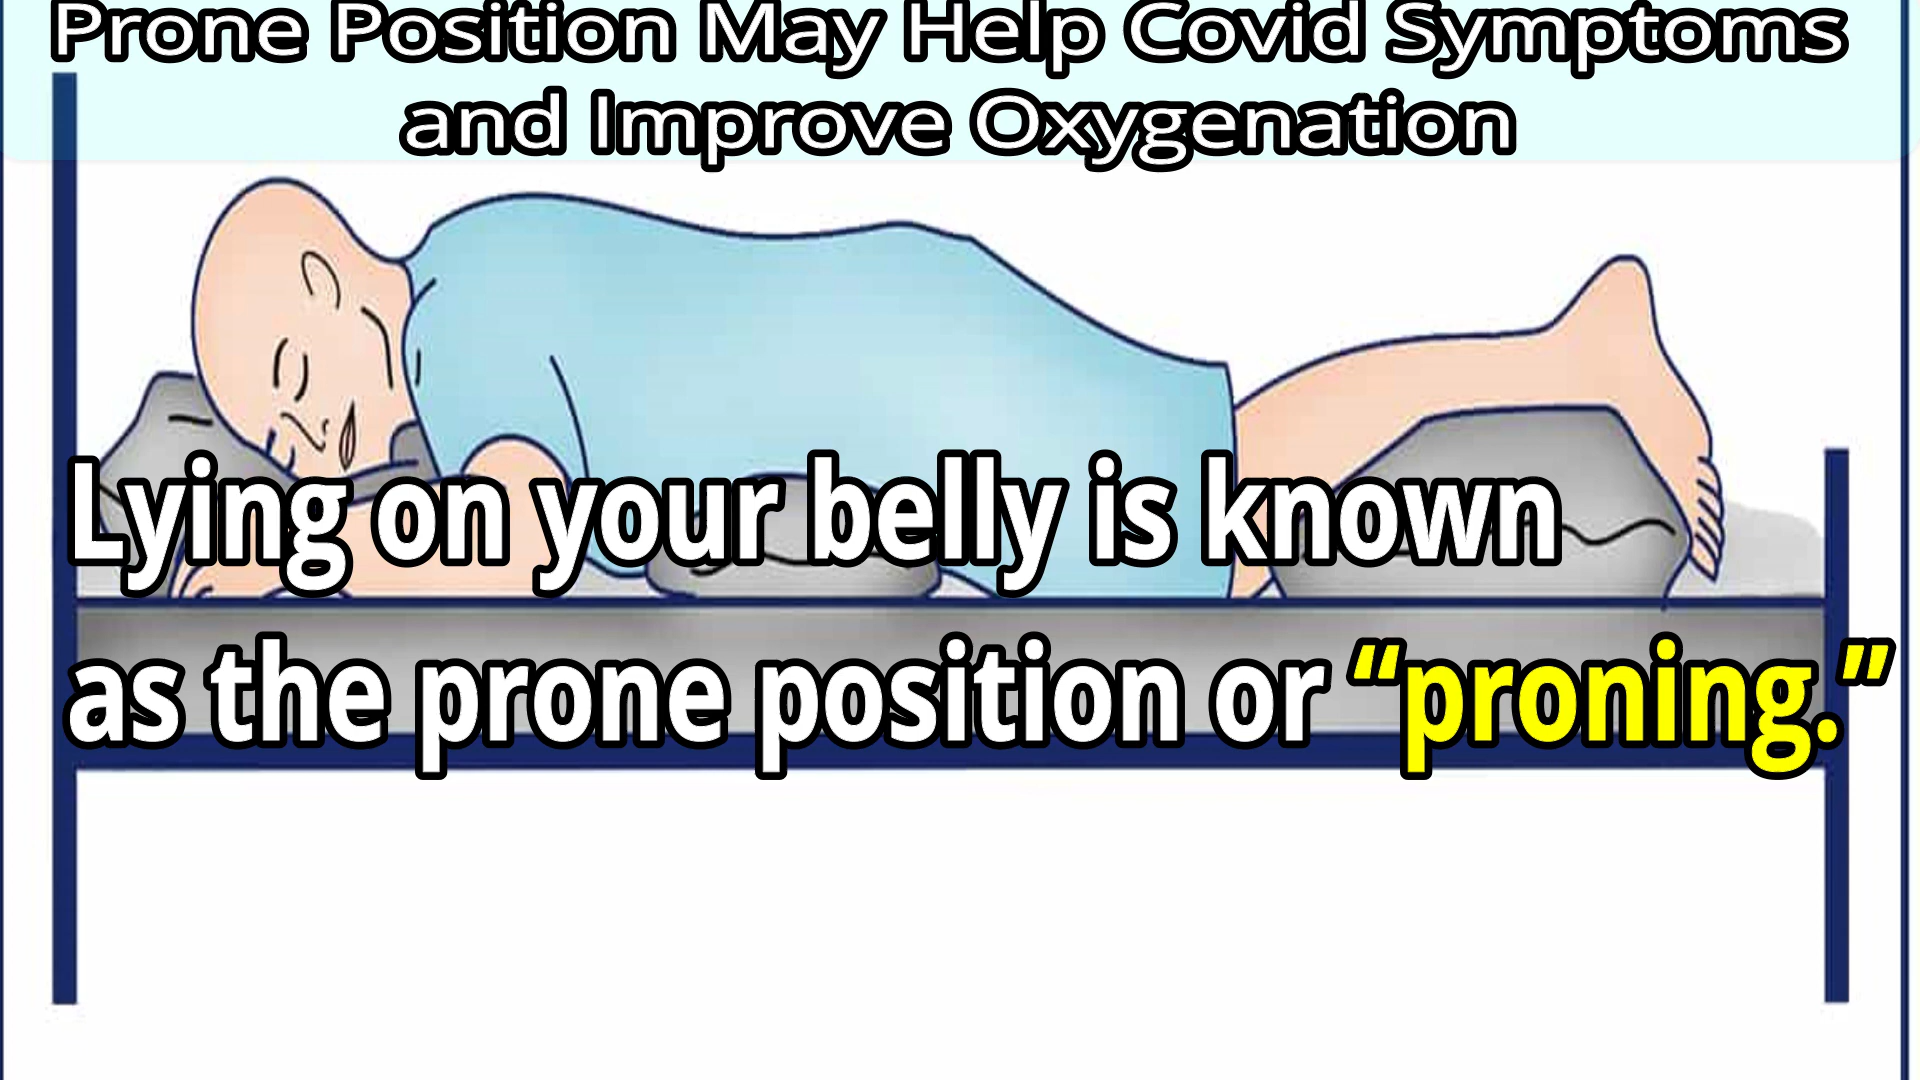 Prone Position May Help Covid Symptoms
and Improve Oxygenation
Lying on your belly is known
as the prone position or “proning.”